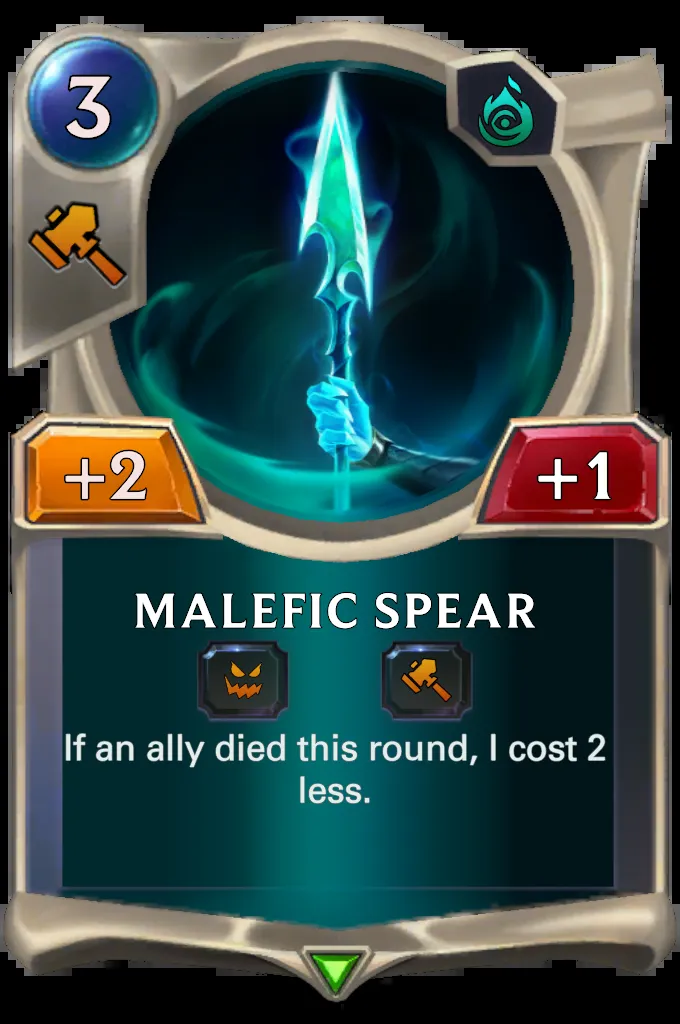 3
+2
+1
MALEFIC SPEAR
If an ally died this round, I cost 2
less.